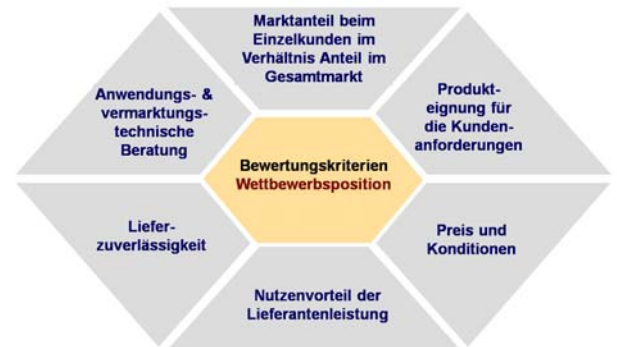 Marktanteil beim
Einzelkunden im
Verhältnis Anteil im
Gesamtmarkt
Anwendungs- &
vermarktungs-
technische
Beratung
Produkt-
eignung für
die Kunden-
anforderungen
Bewertungskriterien
Wettbewerbsposition
Liefer-
zuverlässigkeit
Preis und
Konditionen
Nutzenvorteil der
Lieferantenleistung